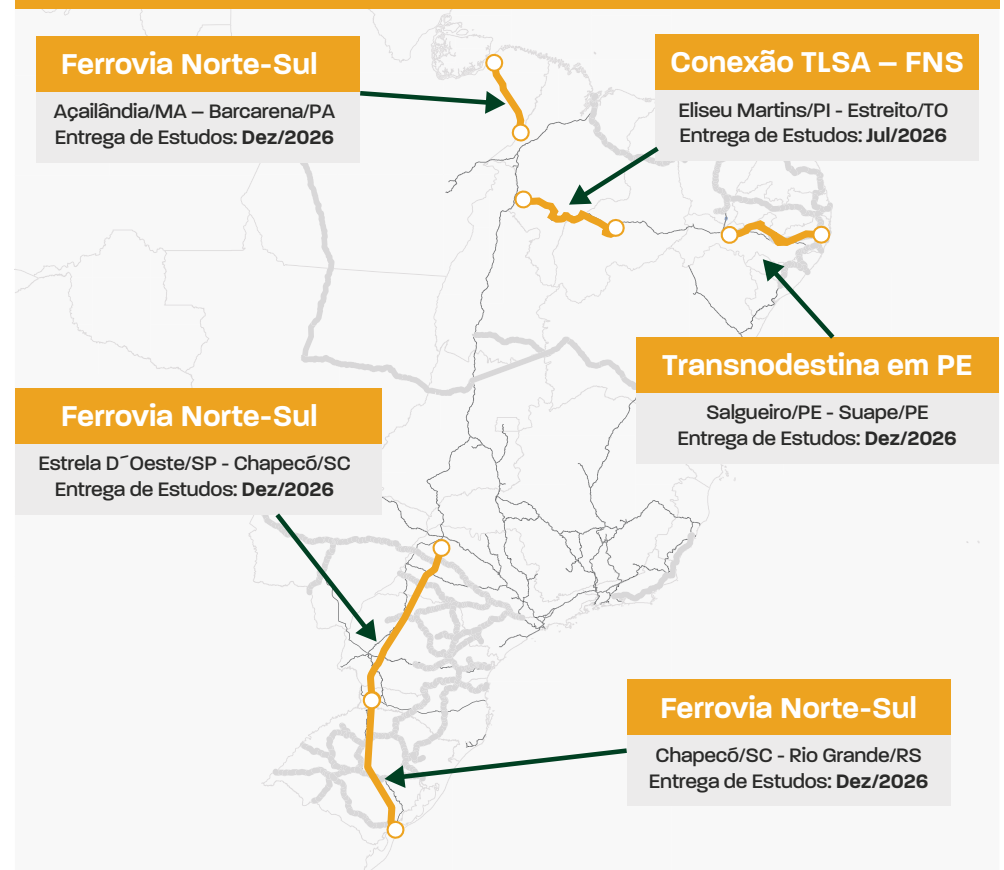 Ferrovia Norte-Sul
Açailândia/MA – Barcarena/PA
Entrega de Estudos: Dez/2026
Conexão TLSA – FNS
Eliseu Martins/PI - Estreito/TO
Entrega de Estudos: Jul/2026
Transnodestina em PE
Salgueiro/PE - Suape/PE
Entrega de Estudos: Dez/2026
Ferrovia Norte-Sul
Estrela D´Oeste/SP - Chapecó/SC
Entrega de Estudos: Dez/2026
Ferrovia Norte-Sul
Chapecó/SC - Rio Grande/RS
Entrega de Estudos: Dez/2026